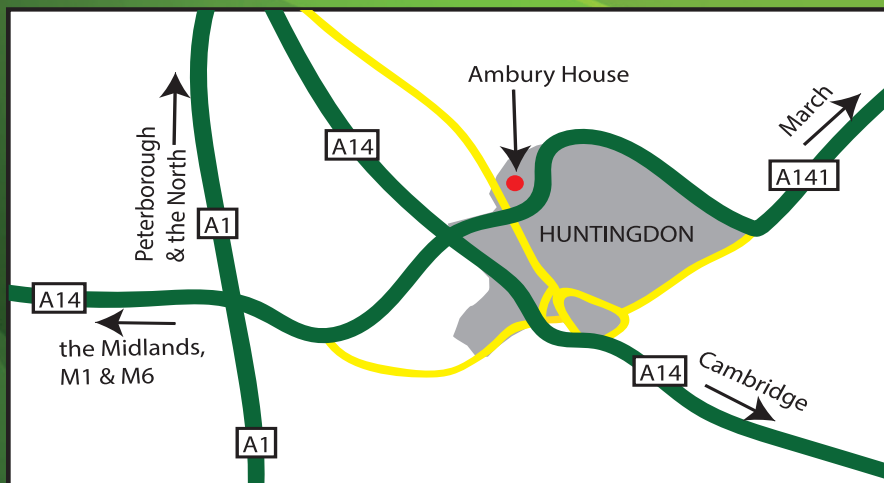 Ambury House
March
A14
A141
Peterborough
& the North
A1
HUNTINGDON
A14
the Midlands,
M1 & M6
Cambridge
A14
A1